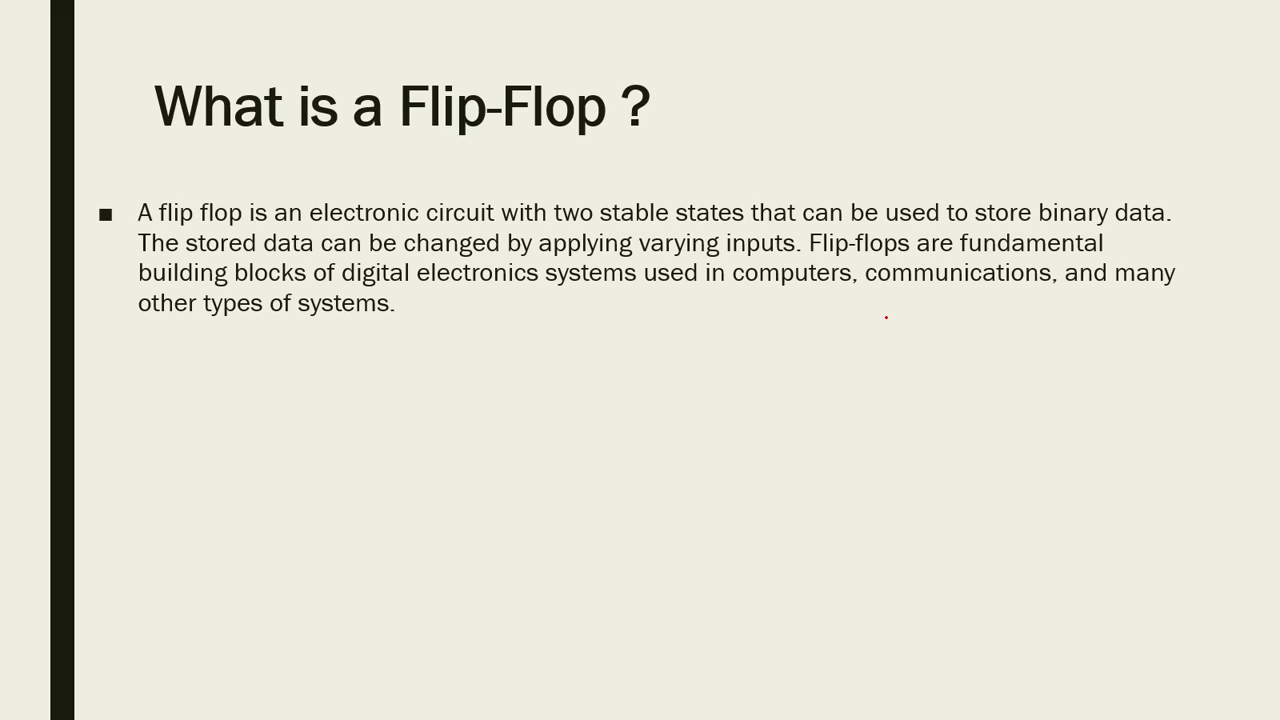 What is a Flip-Flop ?
■ A flip flop is an electronic circuit with two stable states that can be used to store binary data.
The stored data can be changed by applying varying inputs. Flip-flops are fundamental
building blocks of digital electronics systems used in computers, communications, and many
other types of systems.